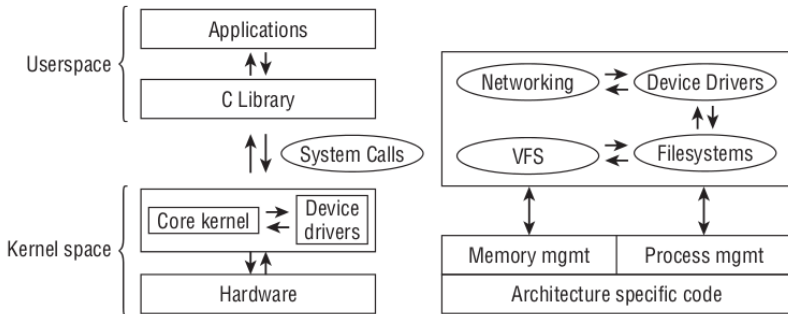 Applications
Userspace
C Library
System Calls
Core kernel
Device
drivers
Kernel space
Hardware
Networking
Device Drivers
VFS
Filesystems
Memory mgmt
Process mgmt
Architecture specific code